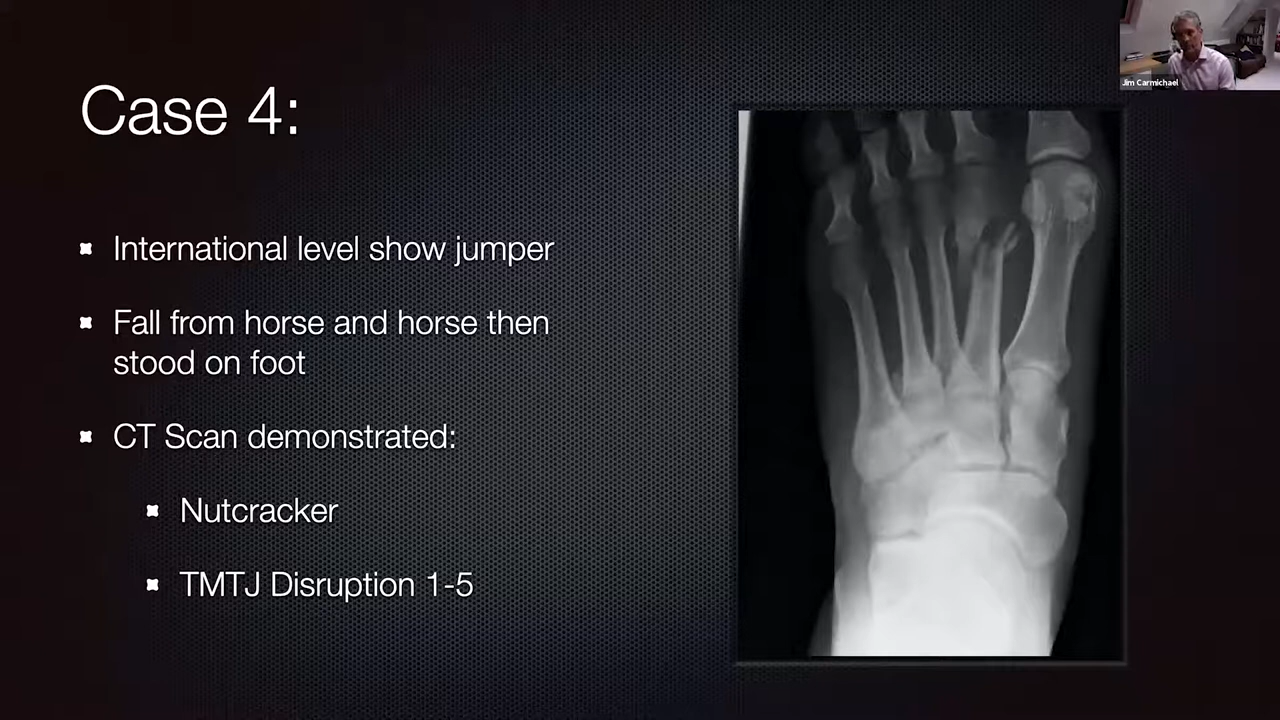 Jim Carmichael
Case 4:
International level show jumper
Fall from horse and horse then
stood on foot
CT Scan demonstrated:
Nutcracker
TMTJ Disruption 1-5